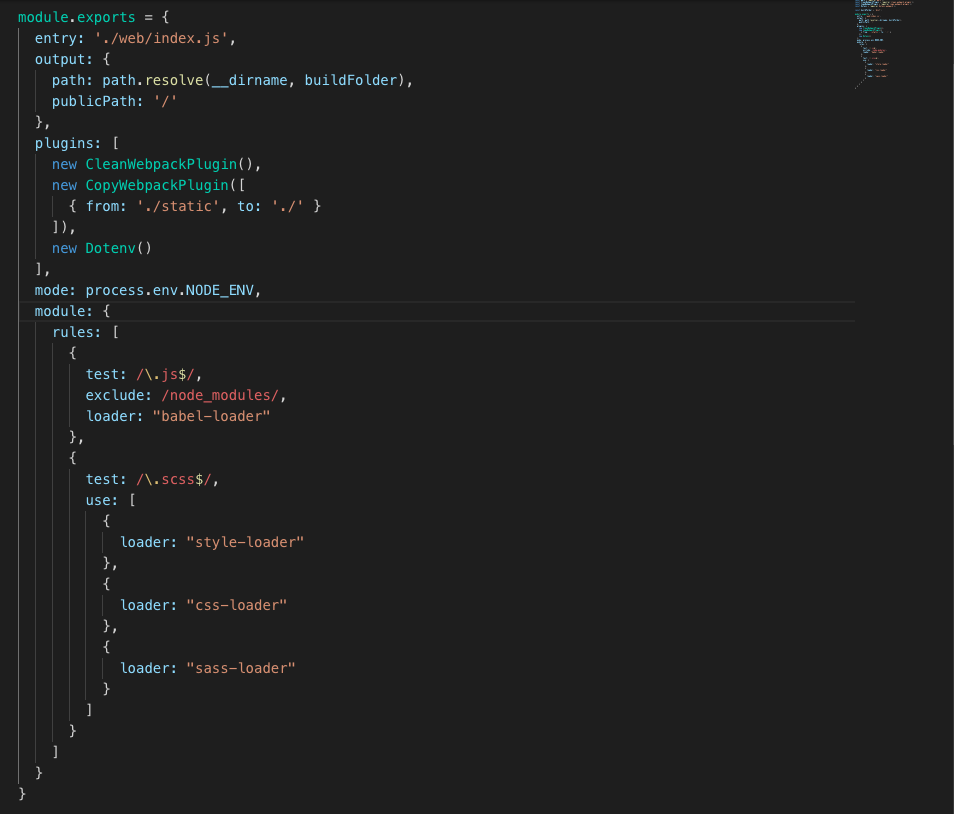 module.exports = {
  entry: './web/index.js',
  output: {
    path: path.resolve(__dirname, buildFolder),
    publicPath: '/'
  },
  plugins: [
    new CleanWebpackPlugin(),
    new CopyWebpackPlugin([
      { from: './static', to: './' }
    ]),
    new Dotenv()
  ],
  mode: process.env.NODE_ENV,
  module: {
    rules: [
      {
        test: /\.js$/,
        exclude: /node_modules/,
        loader: "babel-loader"
      },
      {
        test: /\.scss$/,
        use: [
          {
            loader: "style-loader"
          },
          {
            loader: "css-loader"
          },
          {
            loader: "sass-loader"
          }
        ]
      }
    ]
  }
}